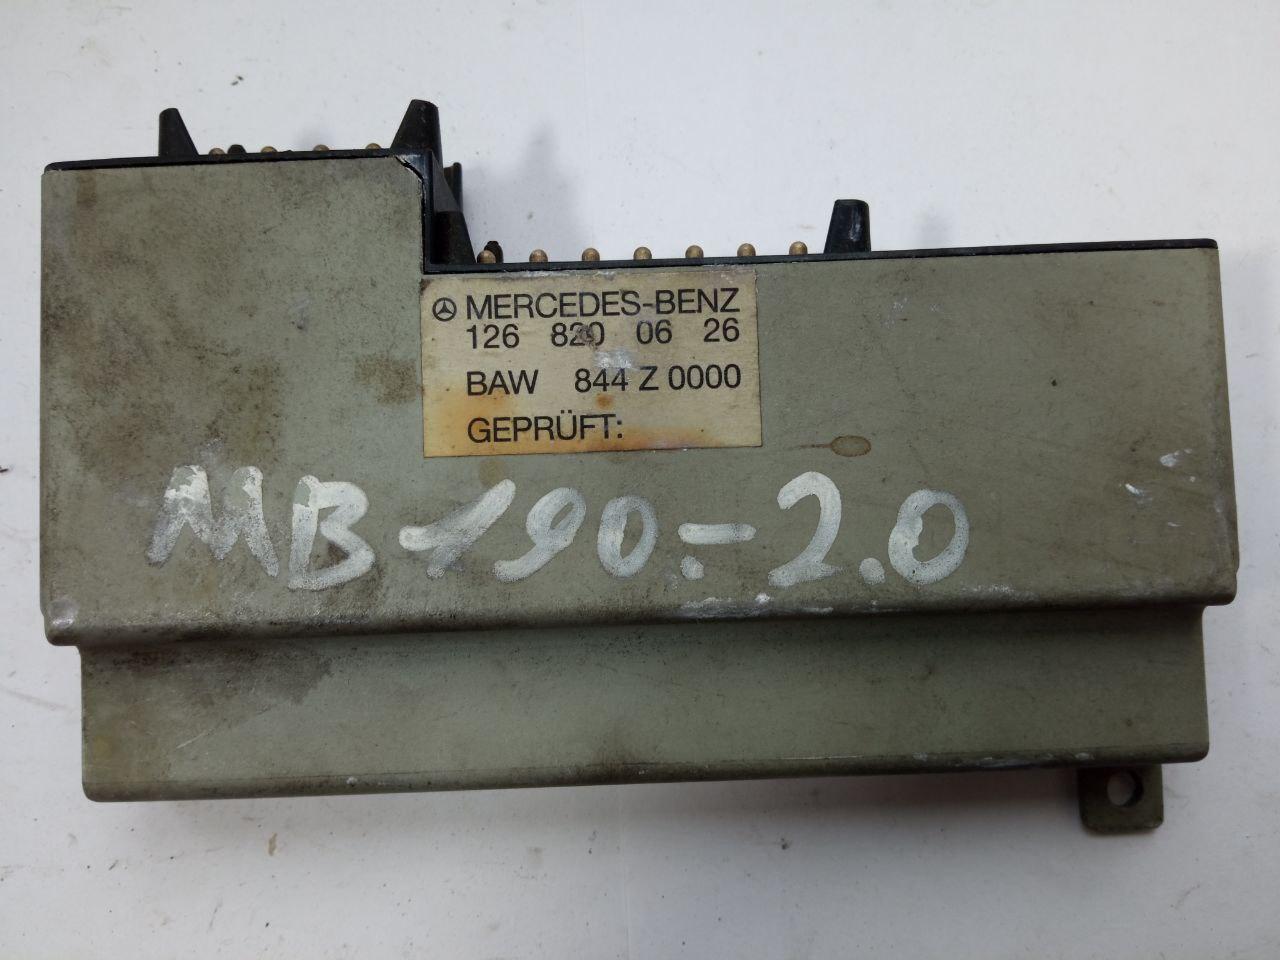 MERCEDES-BENZ
126 820 06 26
BAW 844 Z 0000
GEPRÜFT:
MB-190.-2.0